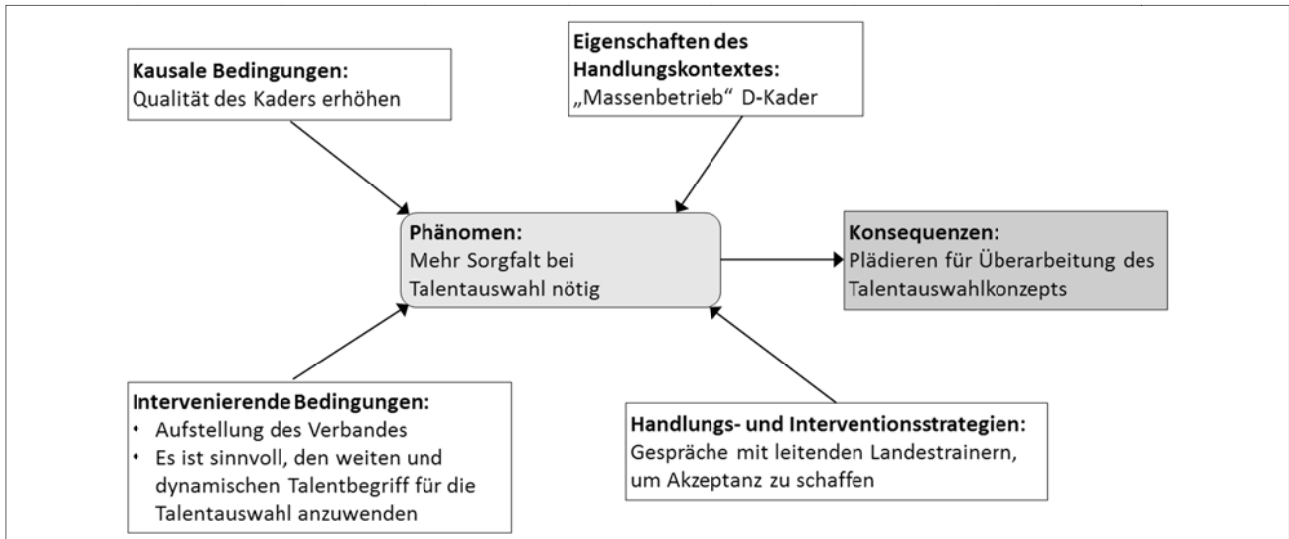 Kausale Bedingungen:
Qualität des Kaders erhöhen
Eigenschaften des
Handlungskontextes:
„Massenbetrieb“ D-Kader
Phänomen:
Mehr Sorgfalt bei
Talentauswahl nötig
Konsequenzen:
Plädieren für Überarbeitung des
Talentauswahlkonzepts
Intervenierende Bedingungen:
• Aufstellung des Verbandes
• Es ist sinnvoll, den weiten und
dynamischen Talentbegriff für die
Talentauswahl anzuwenden
Handlungs- und Interventionsstrategien:
Gespräche mit leitenden Landestrainern,
um Akzeptanz zu schaffen